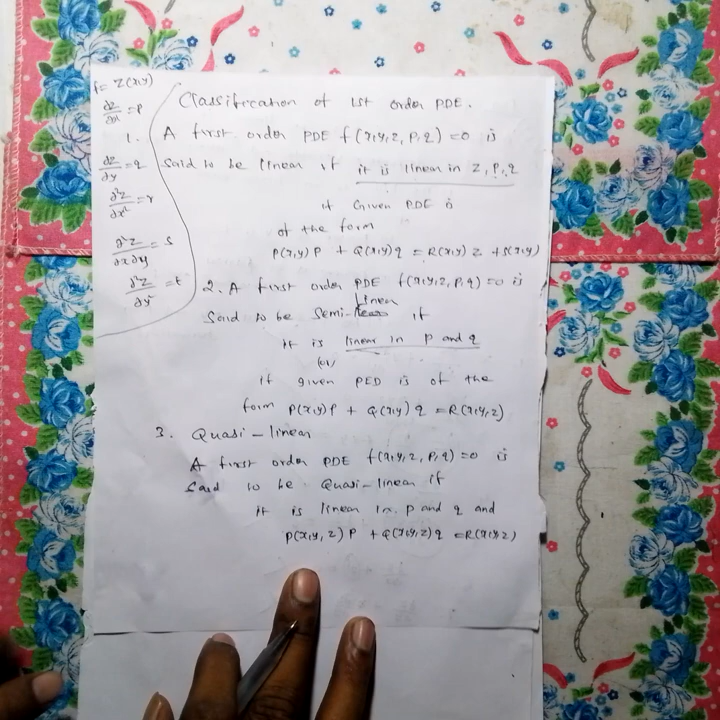 f = z(x,y)
∂z/∂x = p
∂z/∂y = q
∂²z/∂x² = r
∂²z/∂x∂y = s
∂²z/∂y² = t
Classification of 1st order PDE.
1. A first order PDE f(x,y,z,p,q) = 0 is
said to be linear if it is linear in z, p, q
if Given PDE is
of the form
P(x,y)p + Q(x,y)q = R(x,y)z + S(x,y)
2. A first order PDE f(x,y,z,p,q) = 0 is
said to be semi-linear if
it is linear in p and q
(or)
if given PED is of the
form P(x,y)p + Q(x,y)q = R(x,y,z)
3. Quasi-linear
A first order PDE f(x,y,z,p,q) = 0 is
said to be Quasi-linear if
it is linear in p and q and
P(x,y,z)p + Q(x,y,z)q = R(x,y,z)